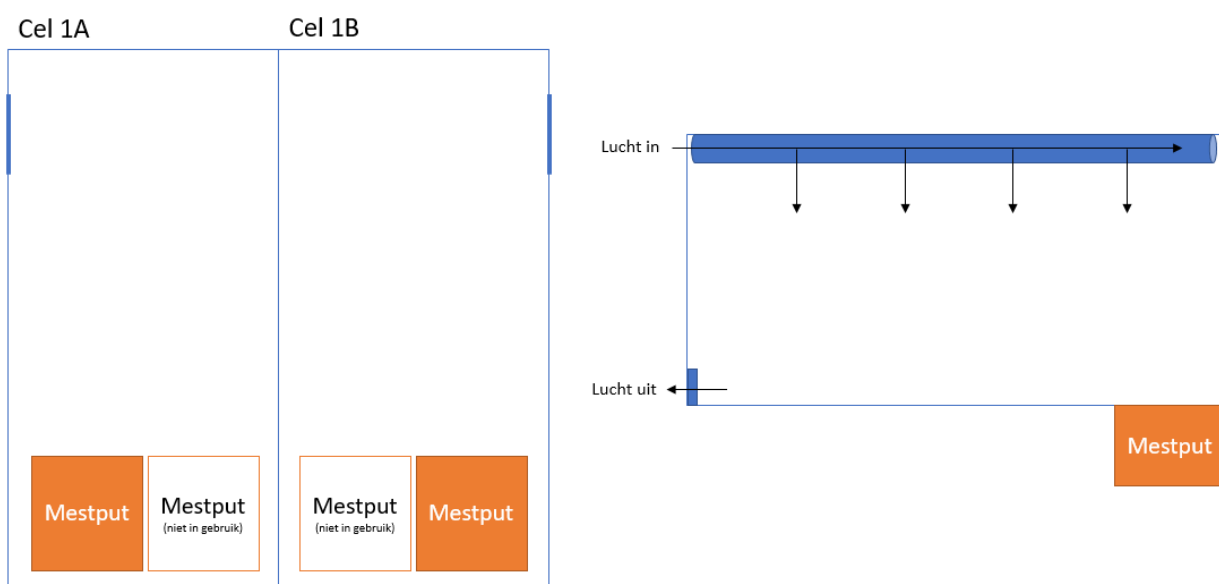 Cel 1A
Cel 1B
Mestput
Mestput
(niet in gebruik)
Mestput
(niet in gebruik)
Mestput
Lucht in
Lucht uit
Mestput